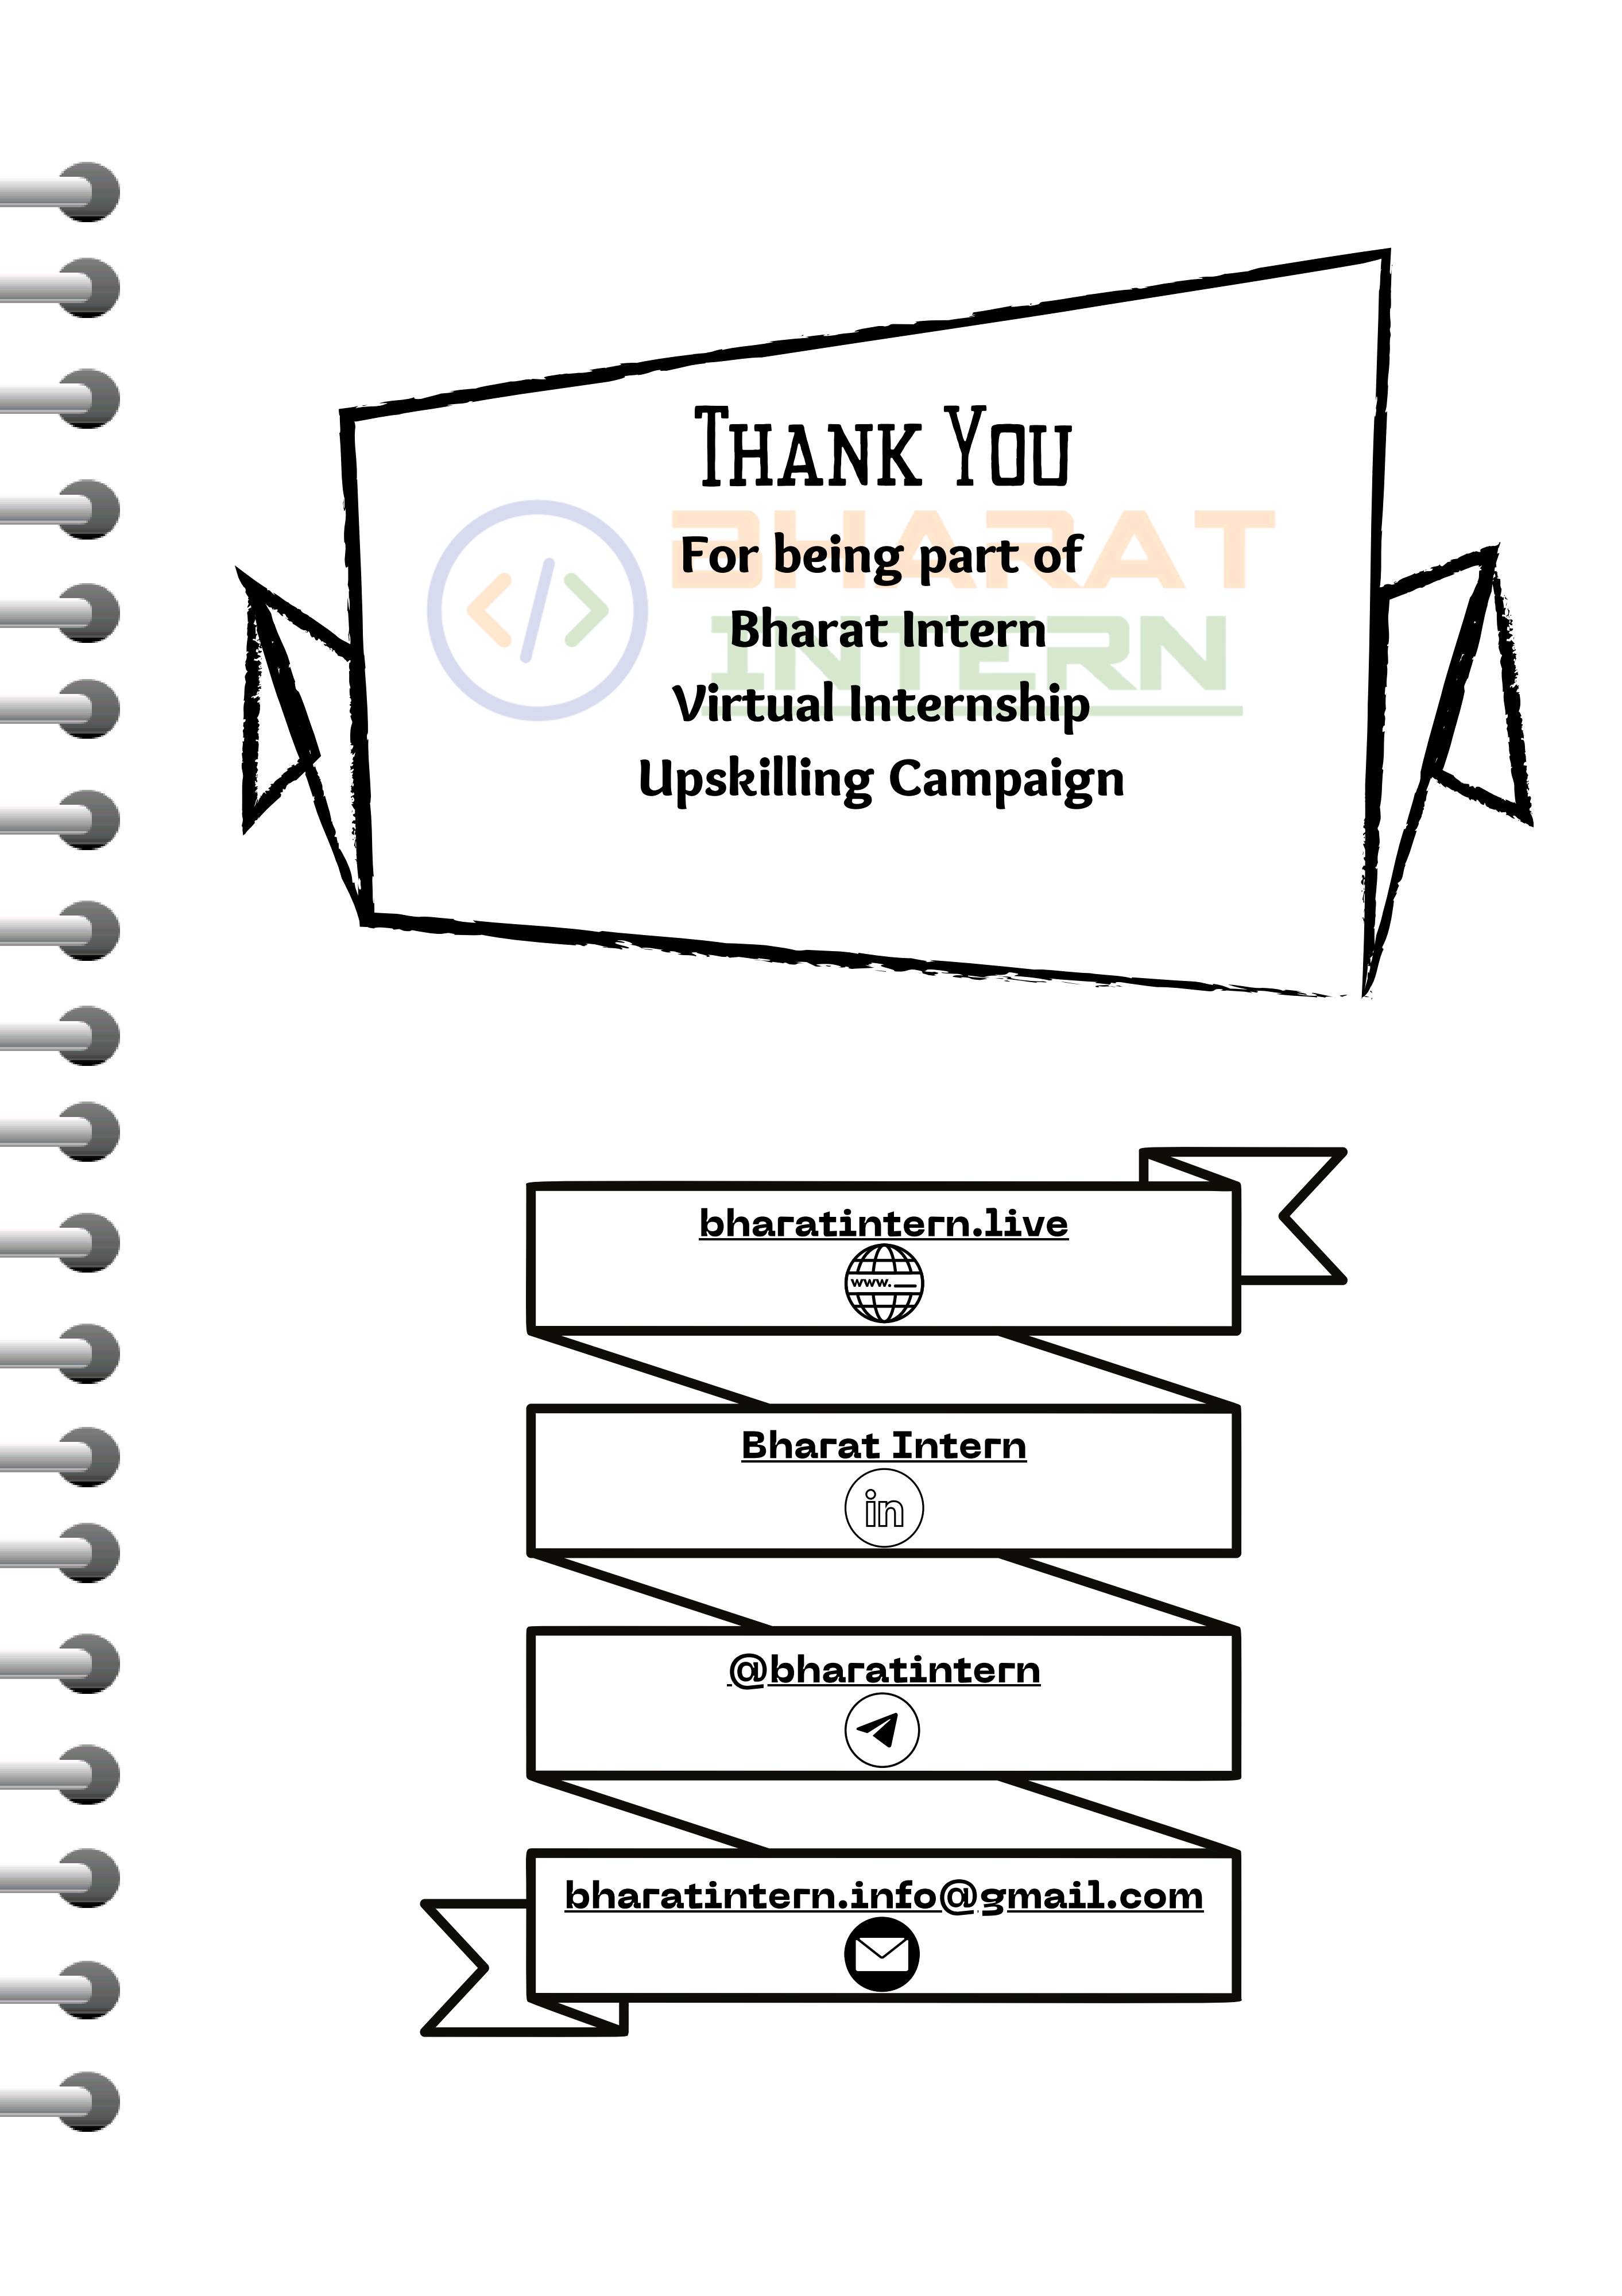 Thank You
BHARAT
For being part of
Bharat Intern
INTERN
Virtual Internship
Upskilling Campaign
bharatintern.live
www.
Bharat Intern
in
@bharatintern
bharatintern.info@gmail.com